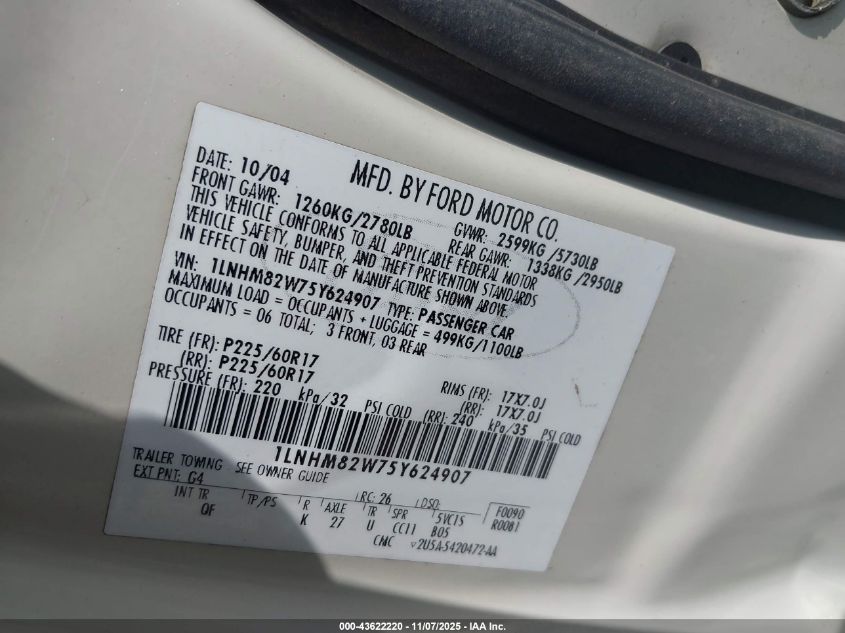 DATE: 10/04 MFD. BY FORD MOTOR CO.
FRONT GAWR: 1260KG/2780LB GVWR: 2599KG /5730LB
REAR GAWR: 1338KG /2950LB
THIS VEHICLE CONFORMS TO ALL APPLICABLE FEDERAL MOTOR
VEHICLE SAFETY, BUMPER, AND THEFT PREVENTION STANDARDS
IN EFFECT ON THE DATE OF MANUFACTURE SHOWN ABOVE.
VIN: 1LNHM82W75Y624907 TYPE: PASSENGER CAR
MAXIMUM LOAD = OCCUPANTS + LUGGAGE = 499KG/1100LB
OCCUPANTS = 06 TOTAL; 3 FRONT, 03 REAR
TIRE (FR): P225/60R17 RIMS (FR): 17X7.0J
(RR): P225/60R17 (RR): 17X7.0J
PRESSURE (FR): 220 kPa/32 PSI COLD (RR): 240 kPa/35 PSI COLD
1LNHM82W75Y624907
TRAILER TOWING - SEE OWNER GUIDE
EXT PNT: G4 RC: 26 DSO: F0090
INT TR TP/PS R AXLE TR SPR 5VCIS R0081
QF K 27 U CC11 B05
CMC ▽2U5A-5420472-AA
000-43622220 - 11/07/2025 - IAA Inc.